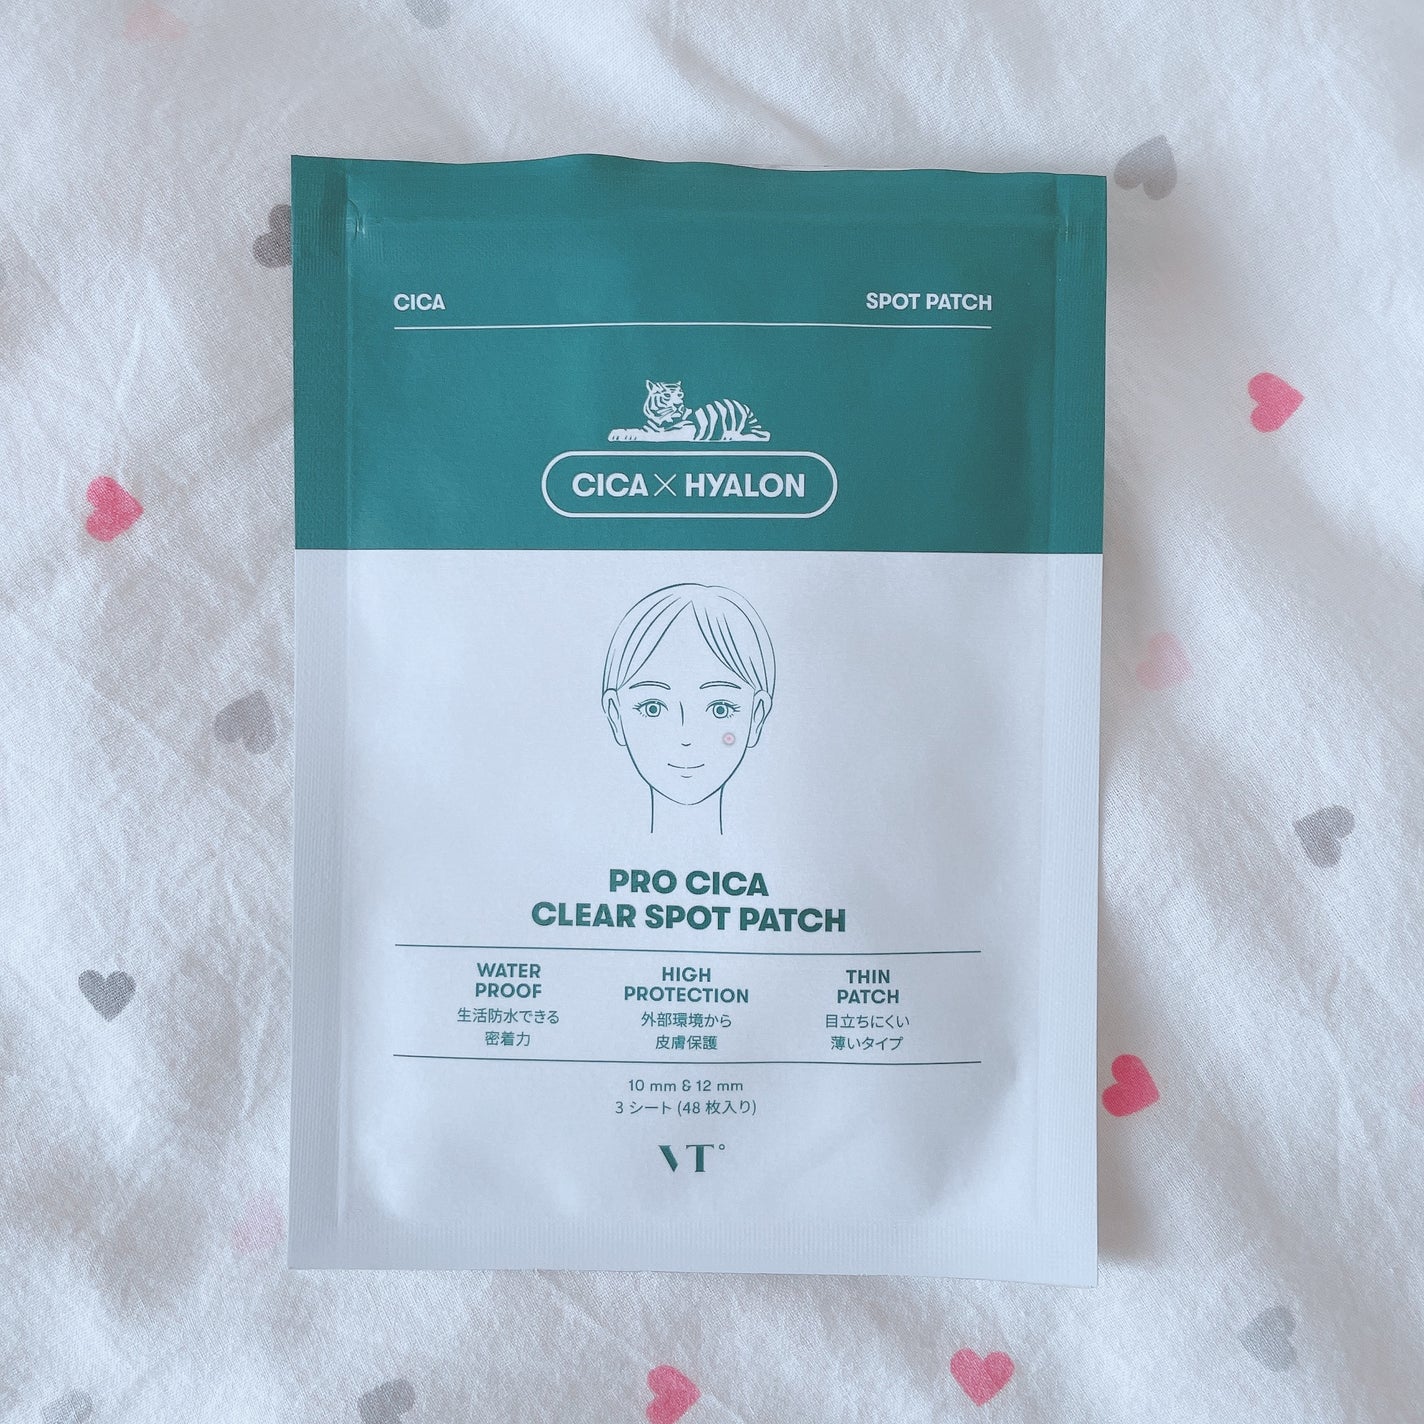 CICA
SPOT PATCH
CICA × HYALON
PRO CICA
CLEAR SPOT PATCH
WATER
PROOF
生活防水できる
密着力
HIGH
PROTECTION
外部環境から
皮膚保護
THIN
PATCH
目立ちにくい
薄いタイプ
10 mm & 12 mm
3 シート (48 枚入り)
VT°